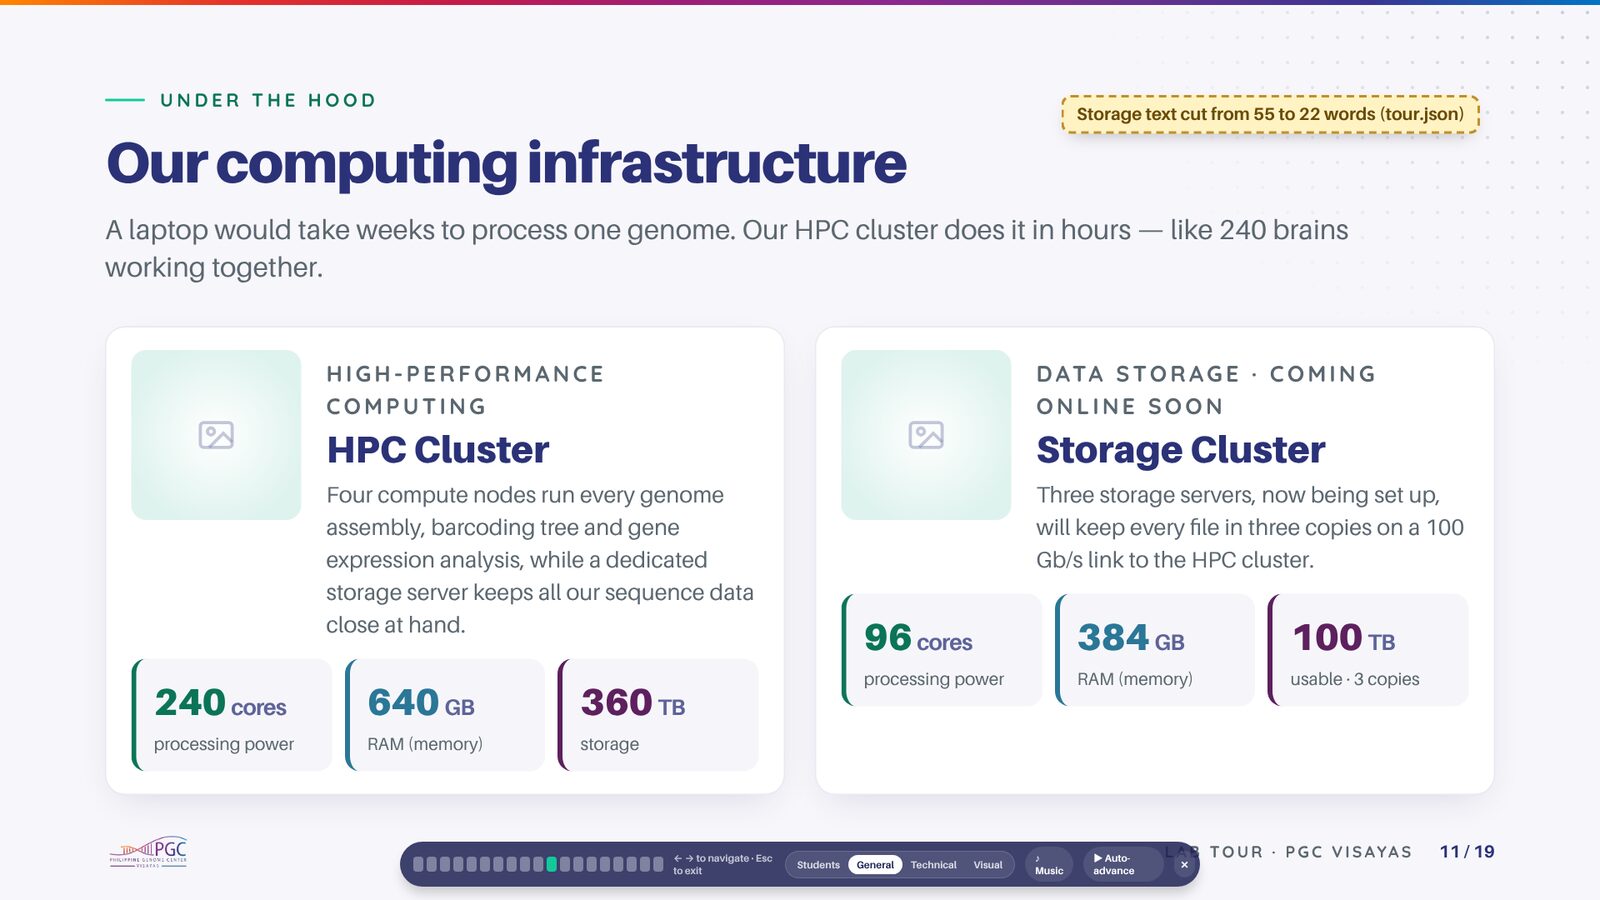 UNDER THE HOOD
Storage text cut from 55 to 22 words (tour.json)
Our computing infrastructure
A laptop would take weeks to process one genome. Our HPC cluster does it in hours — like 240 brains
working together.
HIGH-PERFORMANCE
COMPUTING
HPC Cluster
Four compute nodes run every genome
assembly, barcoding tree and gene
expression analysis, while a dedicated
storage server keeps all our sequence data
close at hand.
240 cores
processing power
640 GB
RAM (memory)
360 TB
storage
DATA STORAGE · COMING
ONLINE SOON
Storage Cluster
Three storage servers, now being set up,
will keep every file in three copies on a 100
Gb/s link to the HPC cluster.
96 cores
processing power
384 GB
RAM (memory)
100 TB
usable · 3 copies
PGC
PHILIPPINE GENOME CENTER
VISAYAS
← → to navigate · Esc
to exit
Students
General
Technical
Visual
♪
Music
▶ Auto-
advance
×
LAB TOUR · PGC VISAYAS
11 / 19